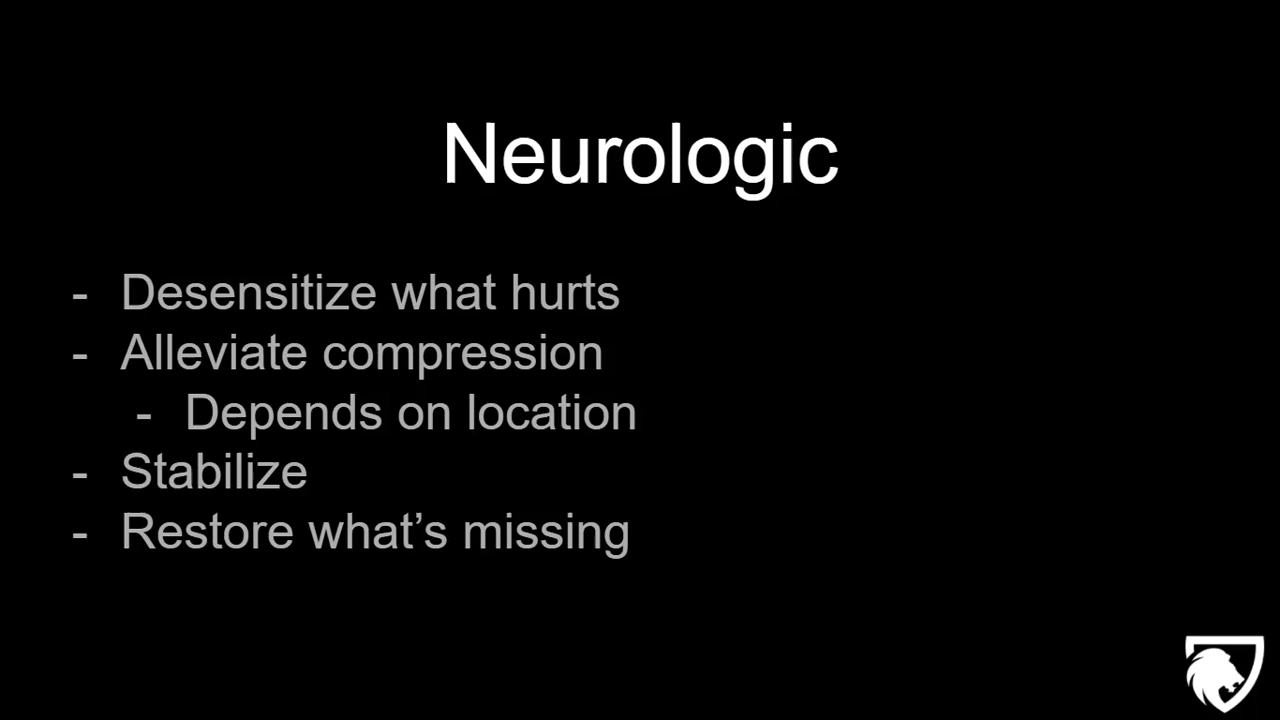 Neurologic
- Desensitize what hurts
- Alleviate compression
- Depends on location
- Stabilize
- Restore what’s missing